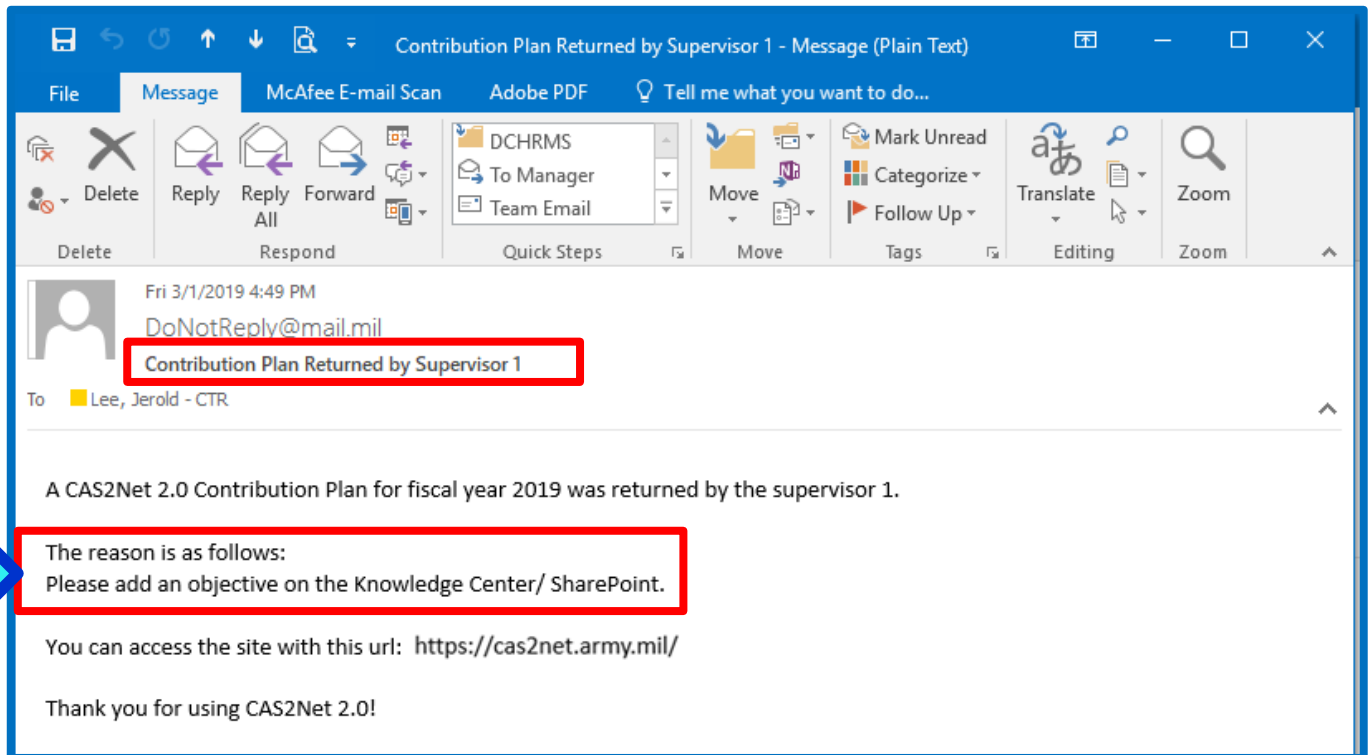 Contribution Plan Returned by Supervisor 1 - Message (Plain Text)
File Message McAfee E-mail Scan Adobe PDF Tell me what you want to do...
Delete
Reply
Reply All
Forward
DCHRMS
To Manager
Team Email
Move
Mark Unread
Categorize
Follow Up
Translate
Zoom
Delete Respond Quick Steps Move Tags Editing Zoom
Fri 3/1/2019 4:49 PM
DoNotReply@mail.mil
Contribution Plan Returned by Supervisor 1
To Lee, Jerold - CTR
A CAS2Net 2.0 Contribution Plan for fiscal year 2019 was returned by the supervisor 1.
The reason is as follows:
Please add an objective on the Knowledge Center/ SharePoint.
You can access the site with this url: https://cas2net.army.mil/
Thank you for using CAS2Net 2.0!